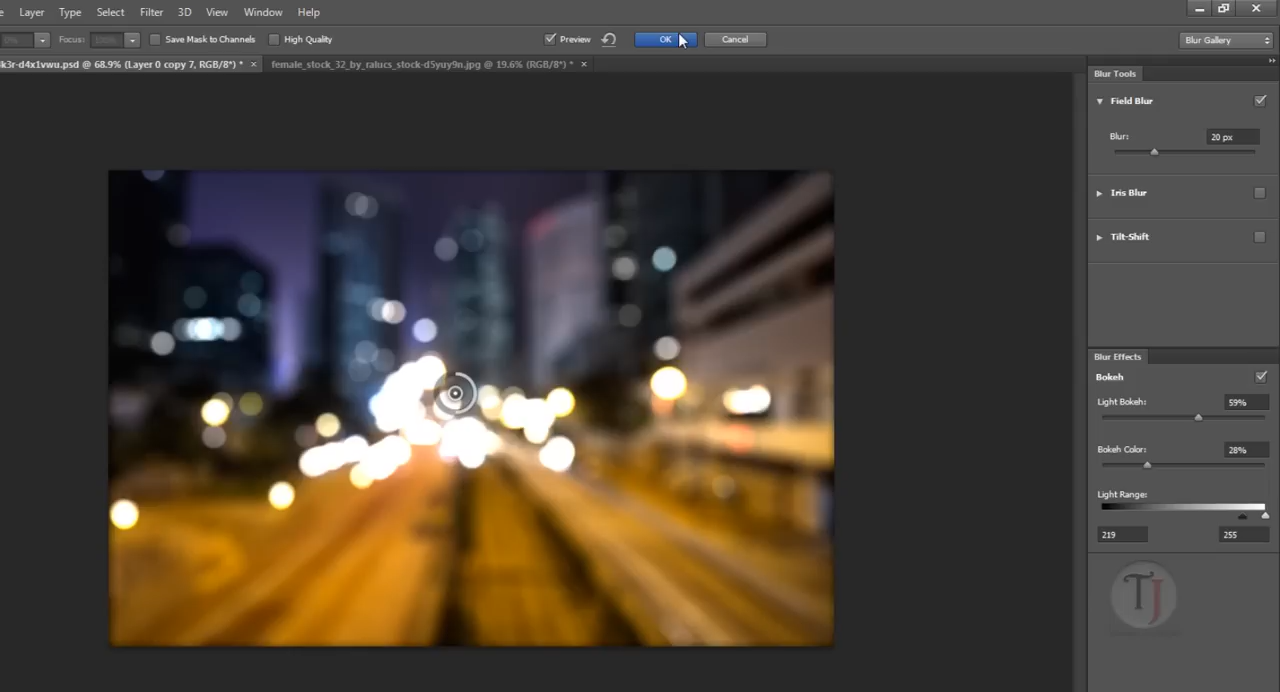 Layer Type Select Filter 3D View Window Help
Focus: Save Mask to Channels High Quality Preview OK Cancel Blur Gallery
k3r-d4x1vwu.psd @ 68.9% (Layer 0 copy 7, RGB/8*) * × female_stock_32_by_ralucs_stock-d5yuy9n.jpg @ 19.6% (RGB/8*) * ×
Blur Tools
Field Blur
Blur: 20 px
Iris Blur
Tilt-Shift
Blur Effects
Bokeh
Light Bokeh: 59%
Bokeh Color: 28%
Light Range:
219 255
TJ